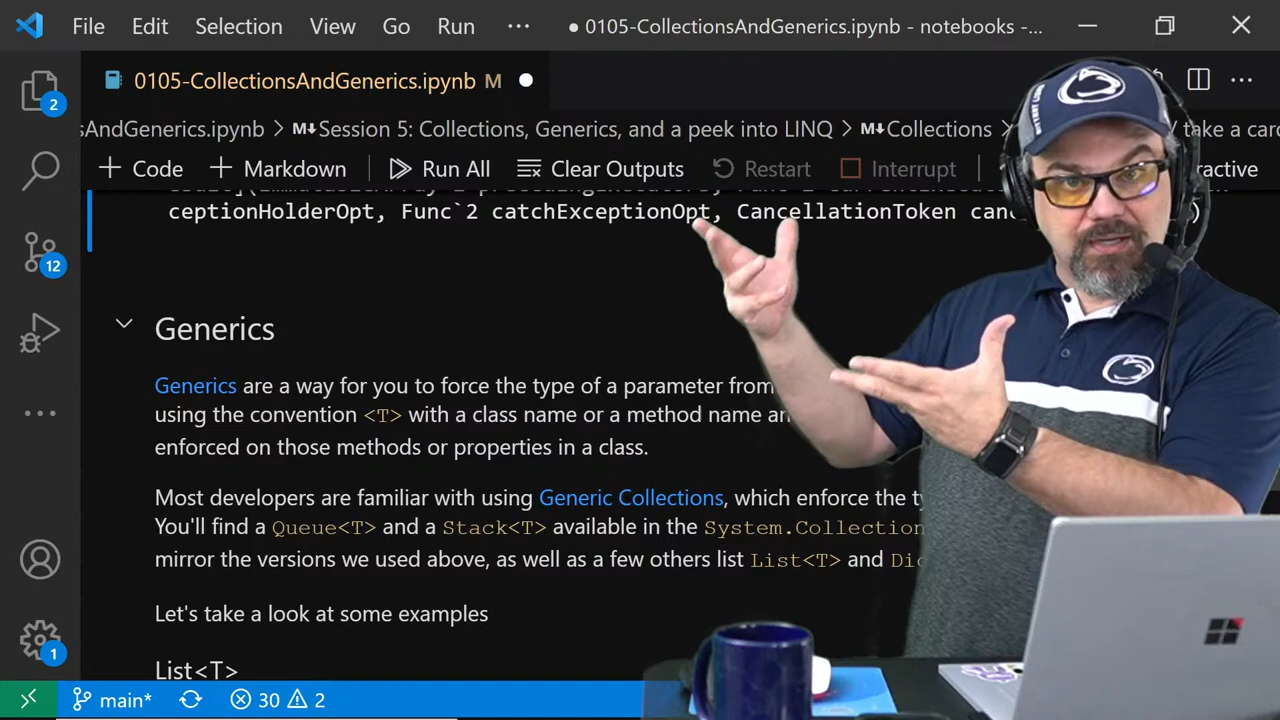 File Edit Selection View Go Run ··· ● 0105-CollectionsAndGenerics.ipynb - notebooks -...
0105-CollectionsAndGenerics.ipynb M
sAndGenerics.ipynb > M↓Session 5: Collections, Generics, and a peek into LINQ > M↓Collections > / take a card
+ Code + Markdown Run All Clear Outputs Restart Interrupt ractive
ceptionHolderOpt, Func`2 catchExceptionOpt, CancellationToken canc )
Generics
Generics are a way for you to force the type of a parameter from
using the convention <T> with a class name or a method name an
enforced on those methods or properties in a class.
Most developers are familiar with using Generic Collections, which enforce the ty
You'll find a Queue<T> and a Stack<T> available in the System.Collection
mirror the versions we used above, as well as a few others list List<T> and Dic
Let's take a look at some examples
List<T>
2
12
1
main* 30 2